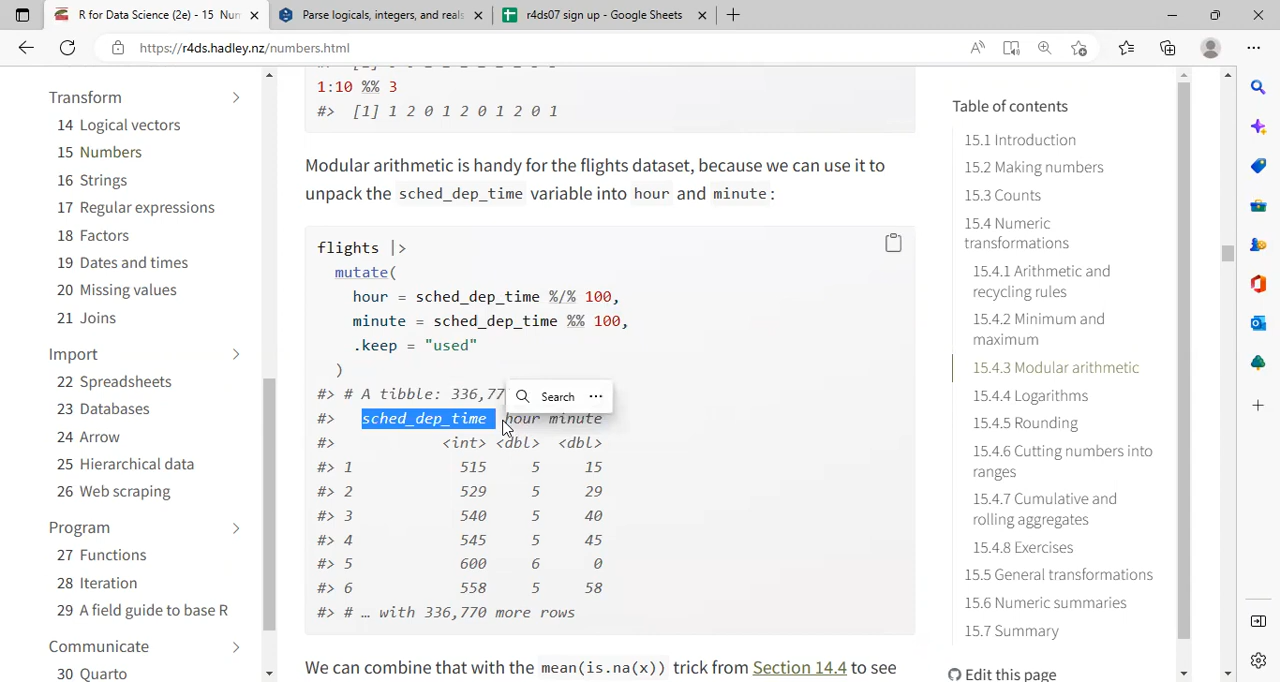 R for Data Science (2e) - 15 Num
Parse logicals, integers, and reals
r4ds07 sign up - Google Sheets
https://r4ds.hadley.nz/numbers.html
Transform
14 Logical vectors
15 Numbers
16 Strings
17 Regular expressions
18 Factors
19 Dates and times
20 Missing values
21 Joins
Import
22 Spreadsheets
23 Databases
24 Arrow
25 Hierarchical data
26 Web scraping
Program
27 Functions
28 Iteration
29 A field guide to base R
Communicate
30 Quarto
1:10 %% 3
#> [1] 1 2 0 1 2 0 1 2 0 1
Modular arithmetic is handy for the flights dataset, because we can use it to
unpack the sched_dep_time variable into hour and minute:
flights |>
mutate(
hour = sched_dep_time %/% 100,
minute = sched_dep_time %% 100,
.keep = "used"
)
#> # A tibble: 336,77
Search
#> sched_dep_time hour minute
#> <int> <dbl> <dbl>
#> 1 515 5 15
#> 2 529 5 29
#> 3 540 5 40
#> 4 545 5 45
#> 5 600 6 0
#> 6 558 5 58
#> # … with 336,770 more rows
We can combine that with the mean(is.na(x)) trick from Section 14.4 to see
Table of contents
15.1 Introduction
15.2 Making numbers
15.3 Counts
15.4 Numeric
transformations
15.4.1 Arithmetic and
recycling rules
15.4.2 Minimum and
maximum
15.4.3 Modular arithmetic
15.4.4 Logarithms
15.4.5 Rounding
15.4.6 Cutting numbers into
ranges
15.4.7 Cumulative and
rolling aggregates
15.4.8 Exercises
15.5 General transformations
15.6 Numeric summaries
15.7 Summary
Edit this page